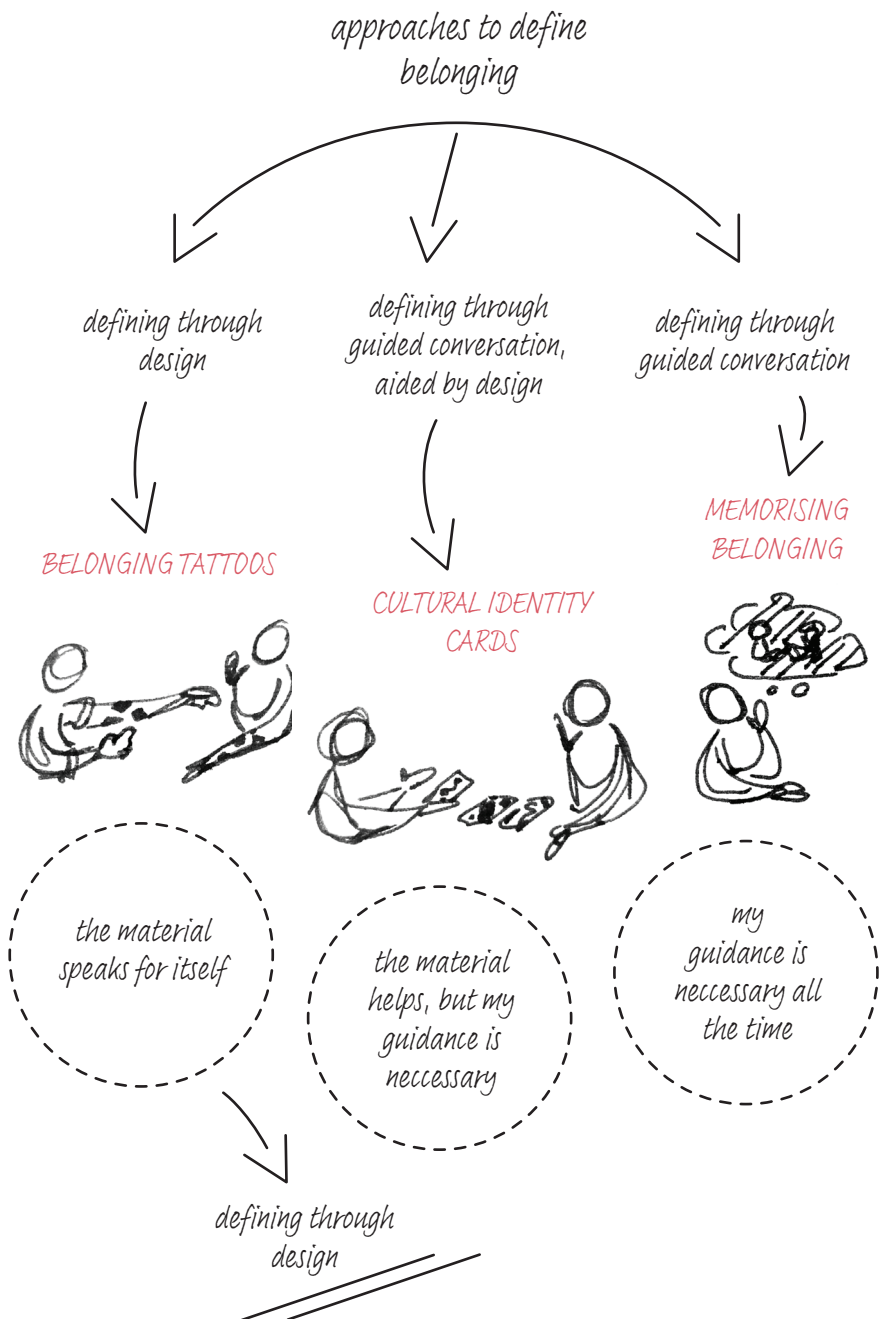 approaches to define
belonging
defining through
design
defining through
guided conversation,
aided by design
defining through
guided conversation
BELONGING TATTOOS
CULTURAL IDENTITY
CARDS
MEMORISING
BELONGING
the material
speaks for itself
the material
helps, but my
guidance is
neccessary
my
guidance is
neccessary all
the time
defining through
design